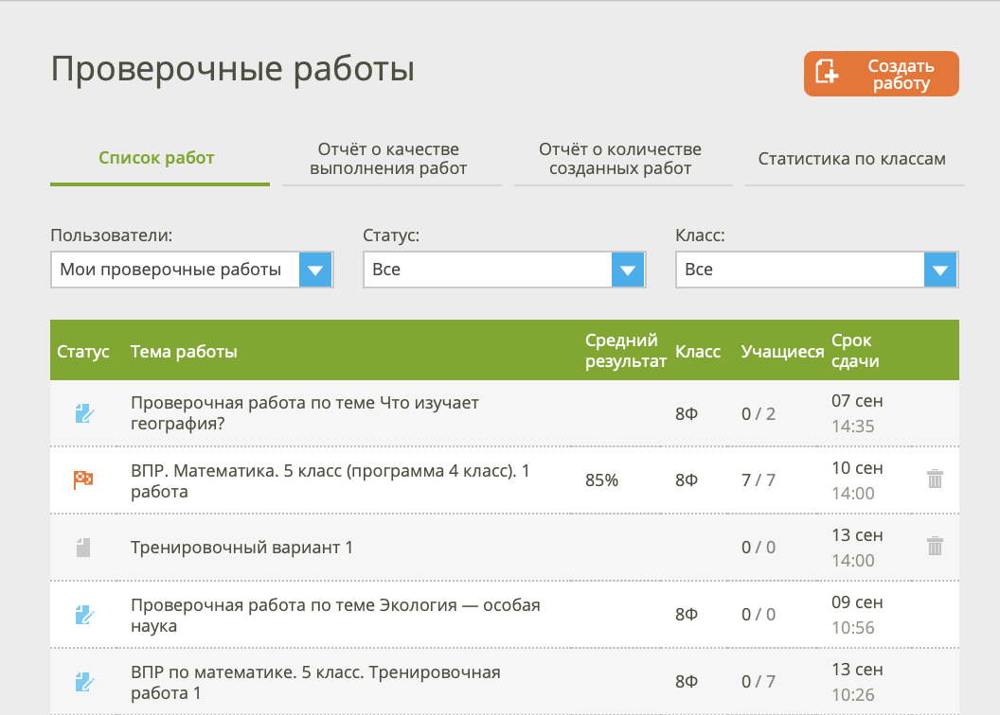 Проверочные работы
Создать
работу
Список работ
Отчёт о качестве
выполнения работ
Отчёт о количестве
созданных работ
Статистика по классам
Пользователи:
Статус:
Класс:
Мои проверочные работы
Все
Все
Статус
Тема работы
Средний
результат
Класс
Учащиеся
Срок
сдачи
Проверочная работа по теме Что изучает
география?
8Ф
0 / 2
07 сен
14:35
ВПР. Математика. 5 класс (программа 4 класс). 1
работа
85%
8Ф
7 / 7
10 сен
14:00
Тренировочный вариант 1
0 / 0
13 сен
14:00
Проверочная работа по теме Экология — особая
наука
8Ф
0 / 0
09 сен
10:56
ВПР по математике. 5 класс. Тренировочная
работа 1
8Ф
0 / 7
13 сен
10:26